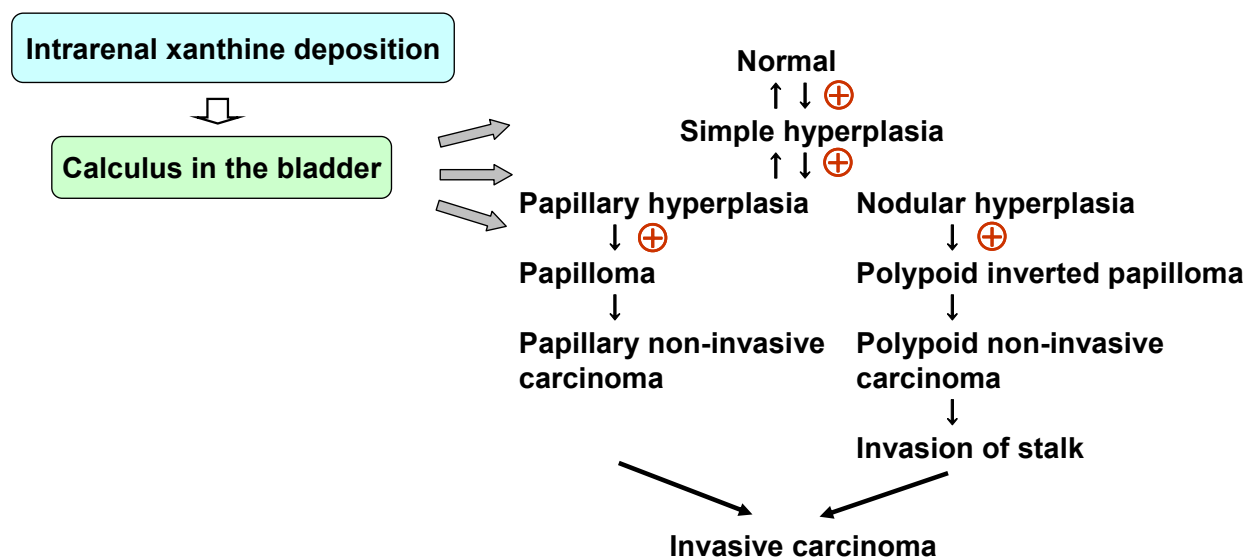 Intrarenal xanthine deposition
Calculus in the bladder
Normal
↑ ↓ ⊕
Simple hyperplasia
↑ ↓ ⊕
Papillary hyperplasia
↓ ⊕
Papilloma
↓
Papillary non-invasive
carcinoma
Nodular hyperplasia
↓ ⊕
Polypoid inverted papilloma
↓
Polypoid non-invasive
carcinoma
↓
Invasion of stalk
Invasive carcinoma